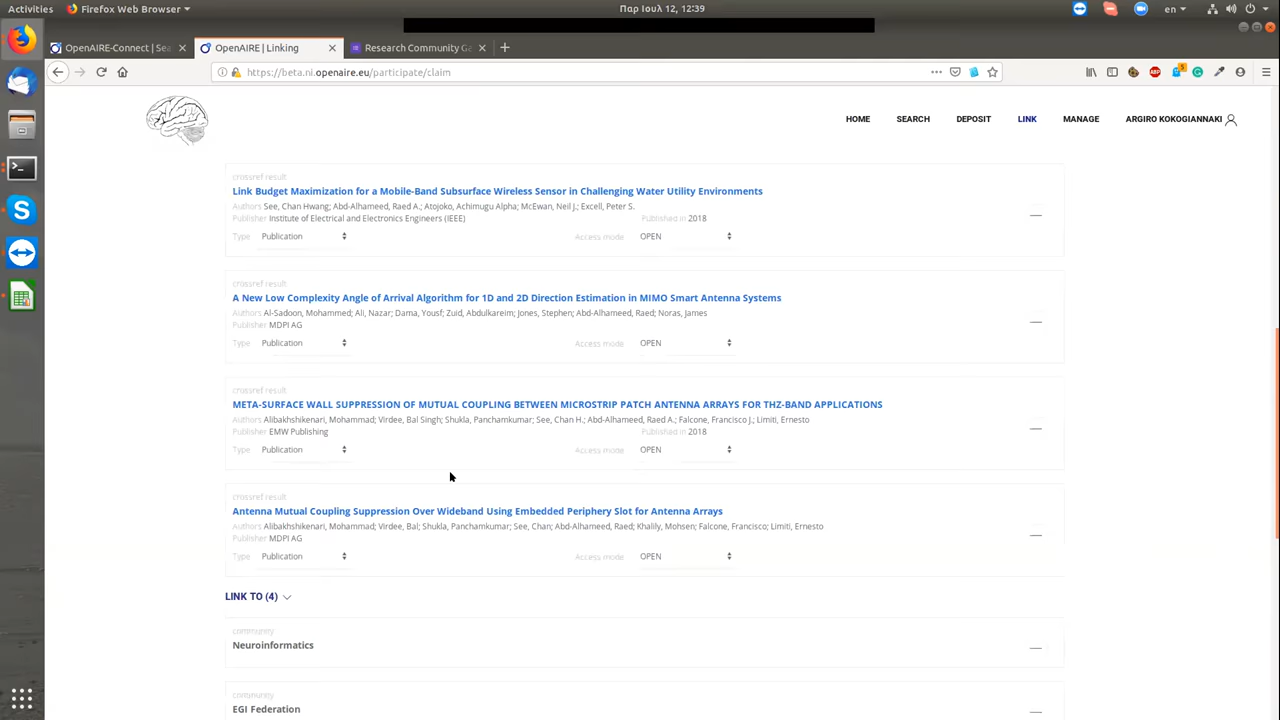 Activities Firefox Web Browser Παρ Ιουλ 12, 12:39 en
OpenAIRE-Connect | Sea OpenAIRE | Linking Research Community Ga
https://beta.ni.openaire.eu/participate/claim
HOME SEARCH DEPOSIT LINK MANAGE ARGIRO KOKOGIANNAKI
crossref result
Link Budget Maximization for a Mobile-Band Subsurface Wireless Sensor in Challenging Water Utility Environments
Authors See, Chan Hwang; Abd-Alhameed, Raed A.; Atojoko, Achimugu Alpha; McEwan, Neil J.; Excell, Peter S.
Publisher Institute of Electrical and Electronics Engineers (IEEE) Published in 2018
Type Publication Access mode OPEN
crossref result
A New Low Complexity Angle of Arrival Algorithm for 1D and 2D Direction Estimation in MIMO Smart Antenna Systems
Authors Al-Sadoon, Mohammed; Ali, Nazar; Dama, Yousf; Zuid, Abdulkareim; Jones, Stephen; Abd-Alhameed, Raed; Noras, James
Publisher MDPI AG
Type Publication Access mode OPEN
crossref result
META-SURFACE WALL SUPPRESSION OF MUTUAL COUPLING BETWEEN MICROSTRIP PATCH ANTENNA ARRAYS FOR THZ-BAND APPLICATIONS
Authors Alibakhshikenari, Mohammad; Virdee, Bal Singh; Shukla, Panchamkumar; See, Chan H.; Abd-Alhameed, Raed A.; Falcone, Francisco J.; Limiti, Ernesto
Publisher EMW Publishing Published in 2018
Type Publication Access mode OPEN
crossref result
Antenna Mutual Coupling Suppression Over Wideband Using Embedded Periphery Slot for Antenna Arrays
Authors Alibakhshikenari, Mohammad; Virdee, Bal; Shukla, Panchamkumar; See, Chan; Abd-Alhameed, Raed; Khalily, Mohsen; Falcone, Francisco; Limiti, Ernesto
Publisher MDPI AG
Type Publication Access mode OPEN
LINK TO (4)
community
Neuroinformatics
community
EGI Federation